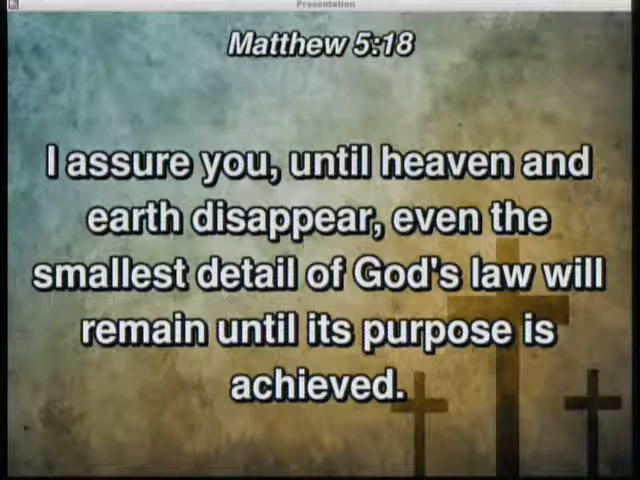 Presentation
Matthew 5:18
I assure you, until heaven and
earth disappear, even the
smallest detail of God's law will
remain until its purpose is
achieved.